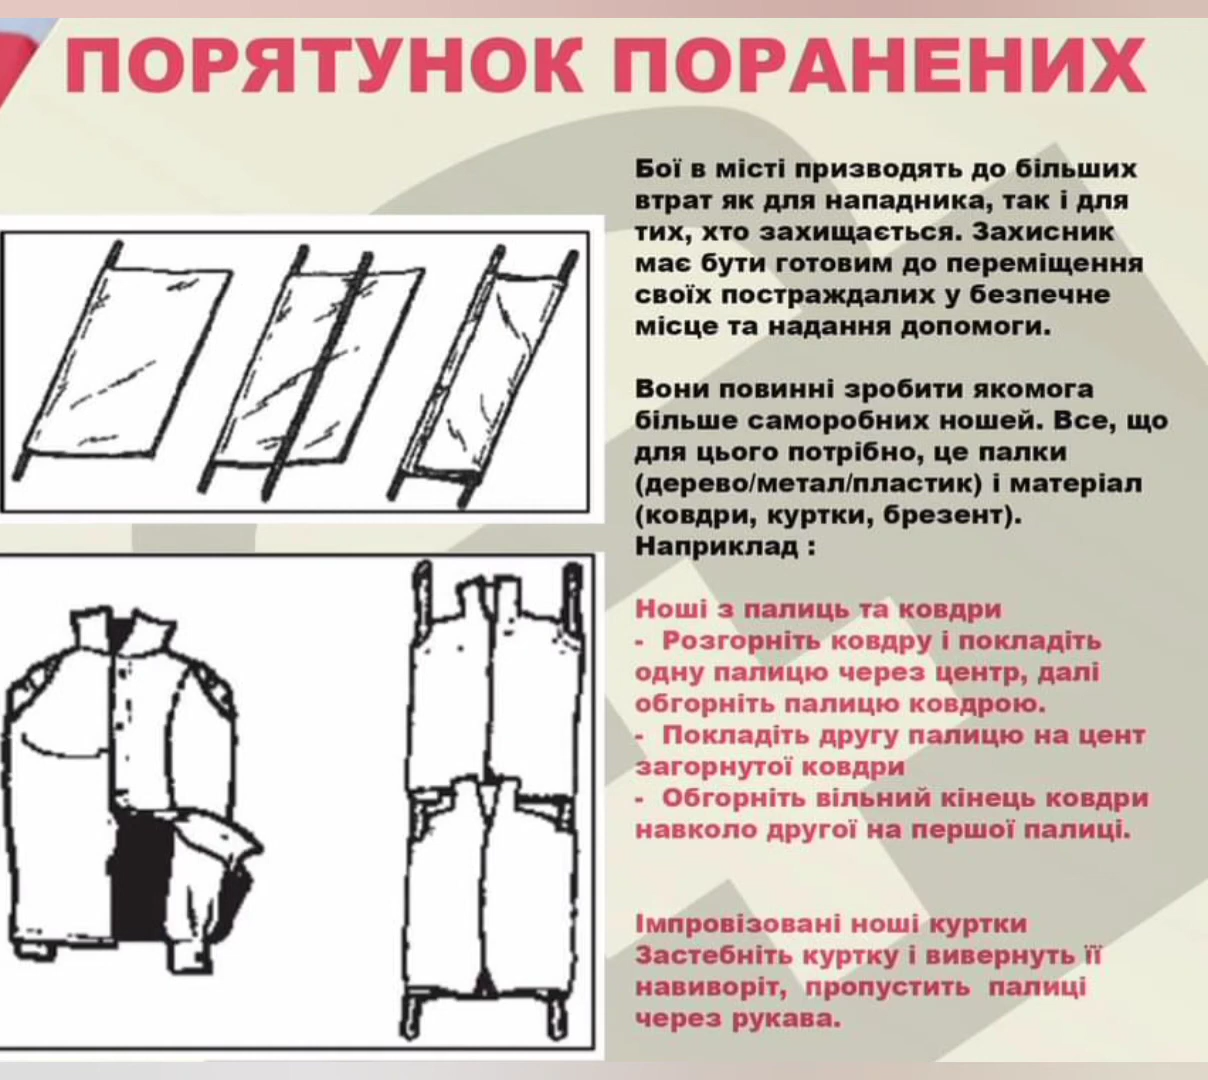 ПОРЯТУНОК ПОРАНЕНИХ
Бої в місті призводять до більших
втрат як для нападника, так і для
тих, хто захищається. Захисник
має бути готовим до переміщення
своїх постраждалих у безпечне
місце та надання допомоги.
Вони повинні зробити якомога
більше саморобних ношей. Все, що
для цього потрібно, це палки
(дерево/метал/пластик) і матеріал
(ковдри, куртки, брезент).
Наприклад :
Ноші з палиць та ковдри
- Розгорніть ковдру і покладіть
одну палицю через центр, далі
обгорніть палицю ковдрою.
- Покладіть другу палицю на цент
загорнутої ковдри
- Обгорніть вільний кінець ковдри
навколо другої на першої палиці.
Імпровізовані ноші куртки
Застебніть куртку і вивернуть її
навиворіт, пропустить палиці
через рукава.